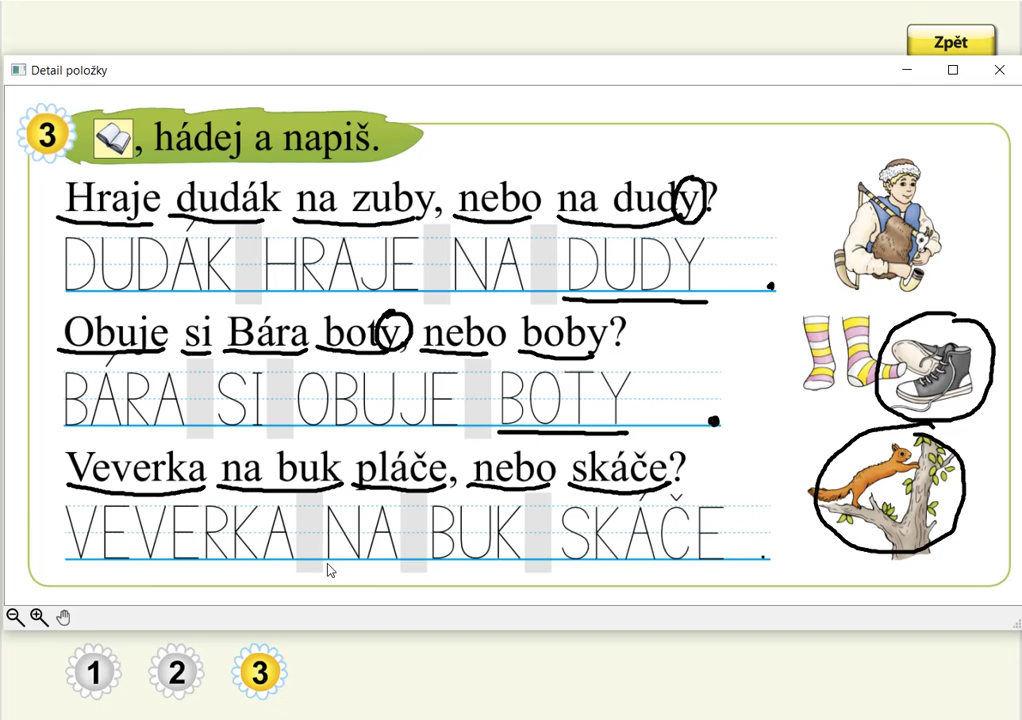 Zpět
Detail položky
3 , hádej a napiš.
Hraje dudák na zuby, nebo na dudy?
DUDÁK HRAJE NA DUDY .
Obuje si Bára boty, nebo boby?
BÁRA SI OBUJE BOTY .
Veverka na buk pláče, nebo skáče?
VEVERKA NA BUK SKÁČE .
1 2 3